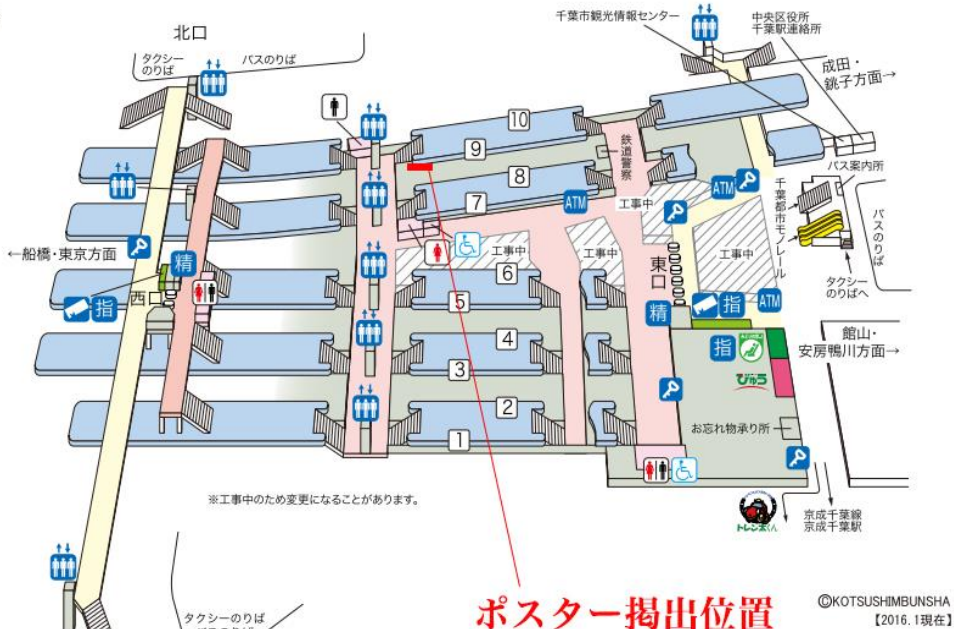 千葉市観光情報センター
中央区役所
千葉駅連絡所
北口
タクシー
のりば
バスのりば
成田・
銚子方面→
10
9
鉄道警察
バス案内所
8
7
ATM
工事中
ATM
千葉都市モノレール
バスのりば
←船橋・東京方面
精
工事中
東口
工事中
タクシー
のりばへ
6
西口
指
5
精
指
ATM
4
指
館山・
安房鴨川方面→
3
びゅう
2
お忘れ物承り所
1
※工事中のため変更になることがあります。
トレン太くん
京成千葉線
京成千葉駅
ポスター掲出位置
©KOTSUSHIMBUNSHA
【2016.1現在】
タクシーのりば